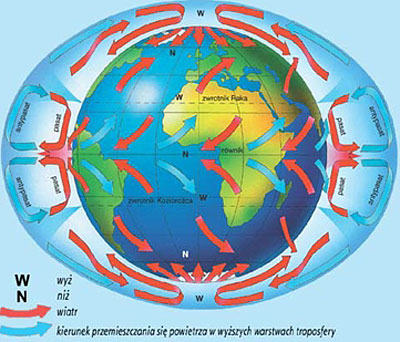 W
N
W
zwrotnik Raka
antypasat
pasat
pasat
antypasat
równik
N
antypasat
pasat
pasat
antypasat
zwrotnik Koziorożca
W
N
W
W wyż
N niż
wiatr
kierunek przemieszczania się powietrza w wyższych warstwach troposfery